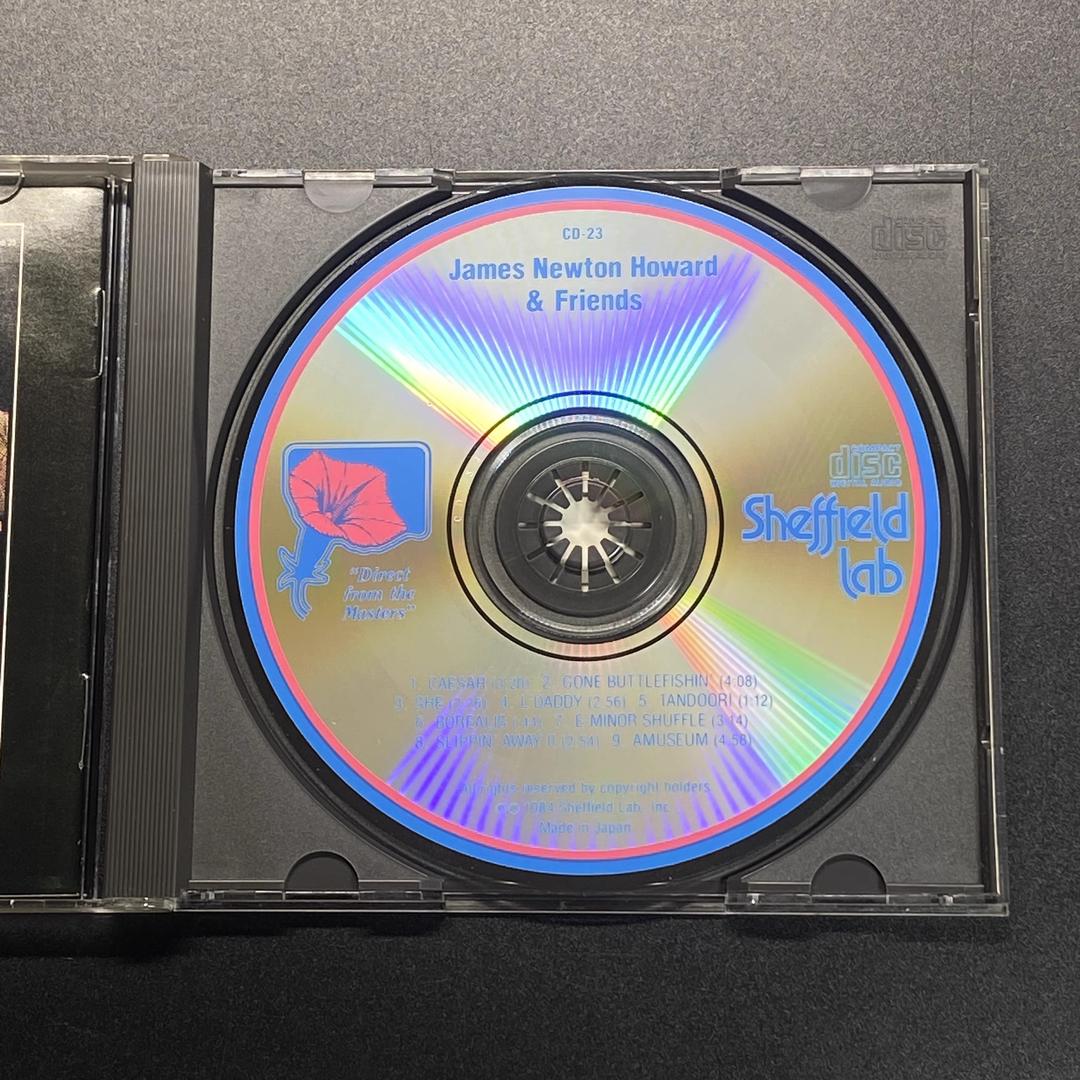 CD-23
James Newton Howard
& Friends
disc
COMPACT
disc
DIGITAL AUDIO
Sheffield
lab
"Direct
from the
Masters"
1. CAESAR 2. GONE BUTTLEFISHIN' (4:08)
3. SHE 4. L'DADDY (2:56) 5. TANDOORI (1:12)
6. BOREALIS 7. E-MINOR SHUFFLE (3:14)
8. SLIPPIN' AWAY II (2:54) 9. AMUSEUM (4:58)
All rights reserved by copyright holders
℗ © 1984 Sheffield Lab, Inc.
Made in Japan